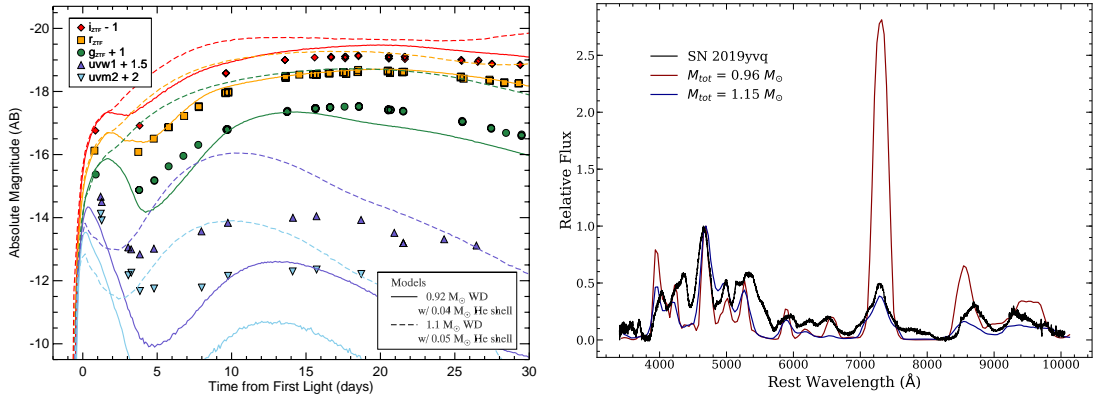 i_ZTF - 1
r_ZTF
g_ZTF + 1
uvw1 + 1.5
uvm2 + 2
-20
-18
-16
-14
-12
-10
Absolute Magnitude (AB)
Models
0.92 M☉ WD
w/ 0.04 M☉ He shell
1.1 M☉ WD
w/ 0.05 M☉ He shell
0 5 10 15 20 25 30
Time from First Light (days)
SN 2019yvq
M_tot = 0.96 M☉
M_tot = 1.15 M☉
2.5
2.0
1.5
1.0
0.5
0.0
Relative Flux
4000 5000 6000 7000 8000 9000 10000
Rest Wavelength (Å)